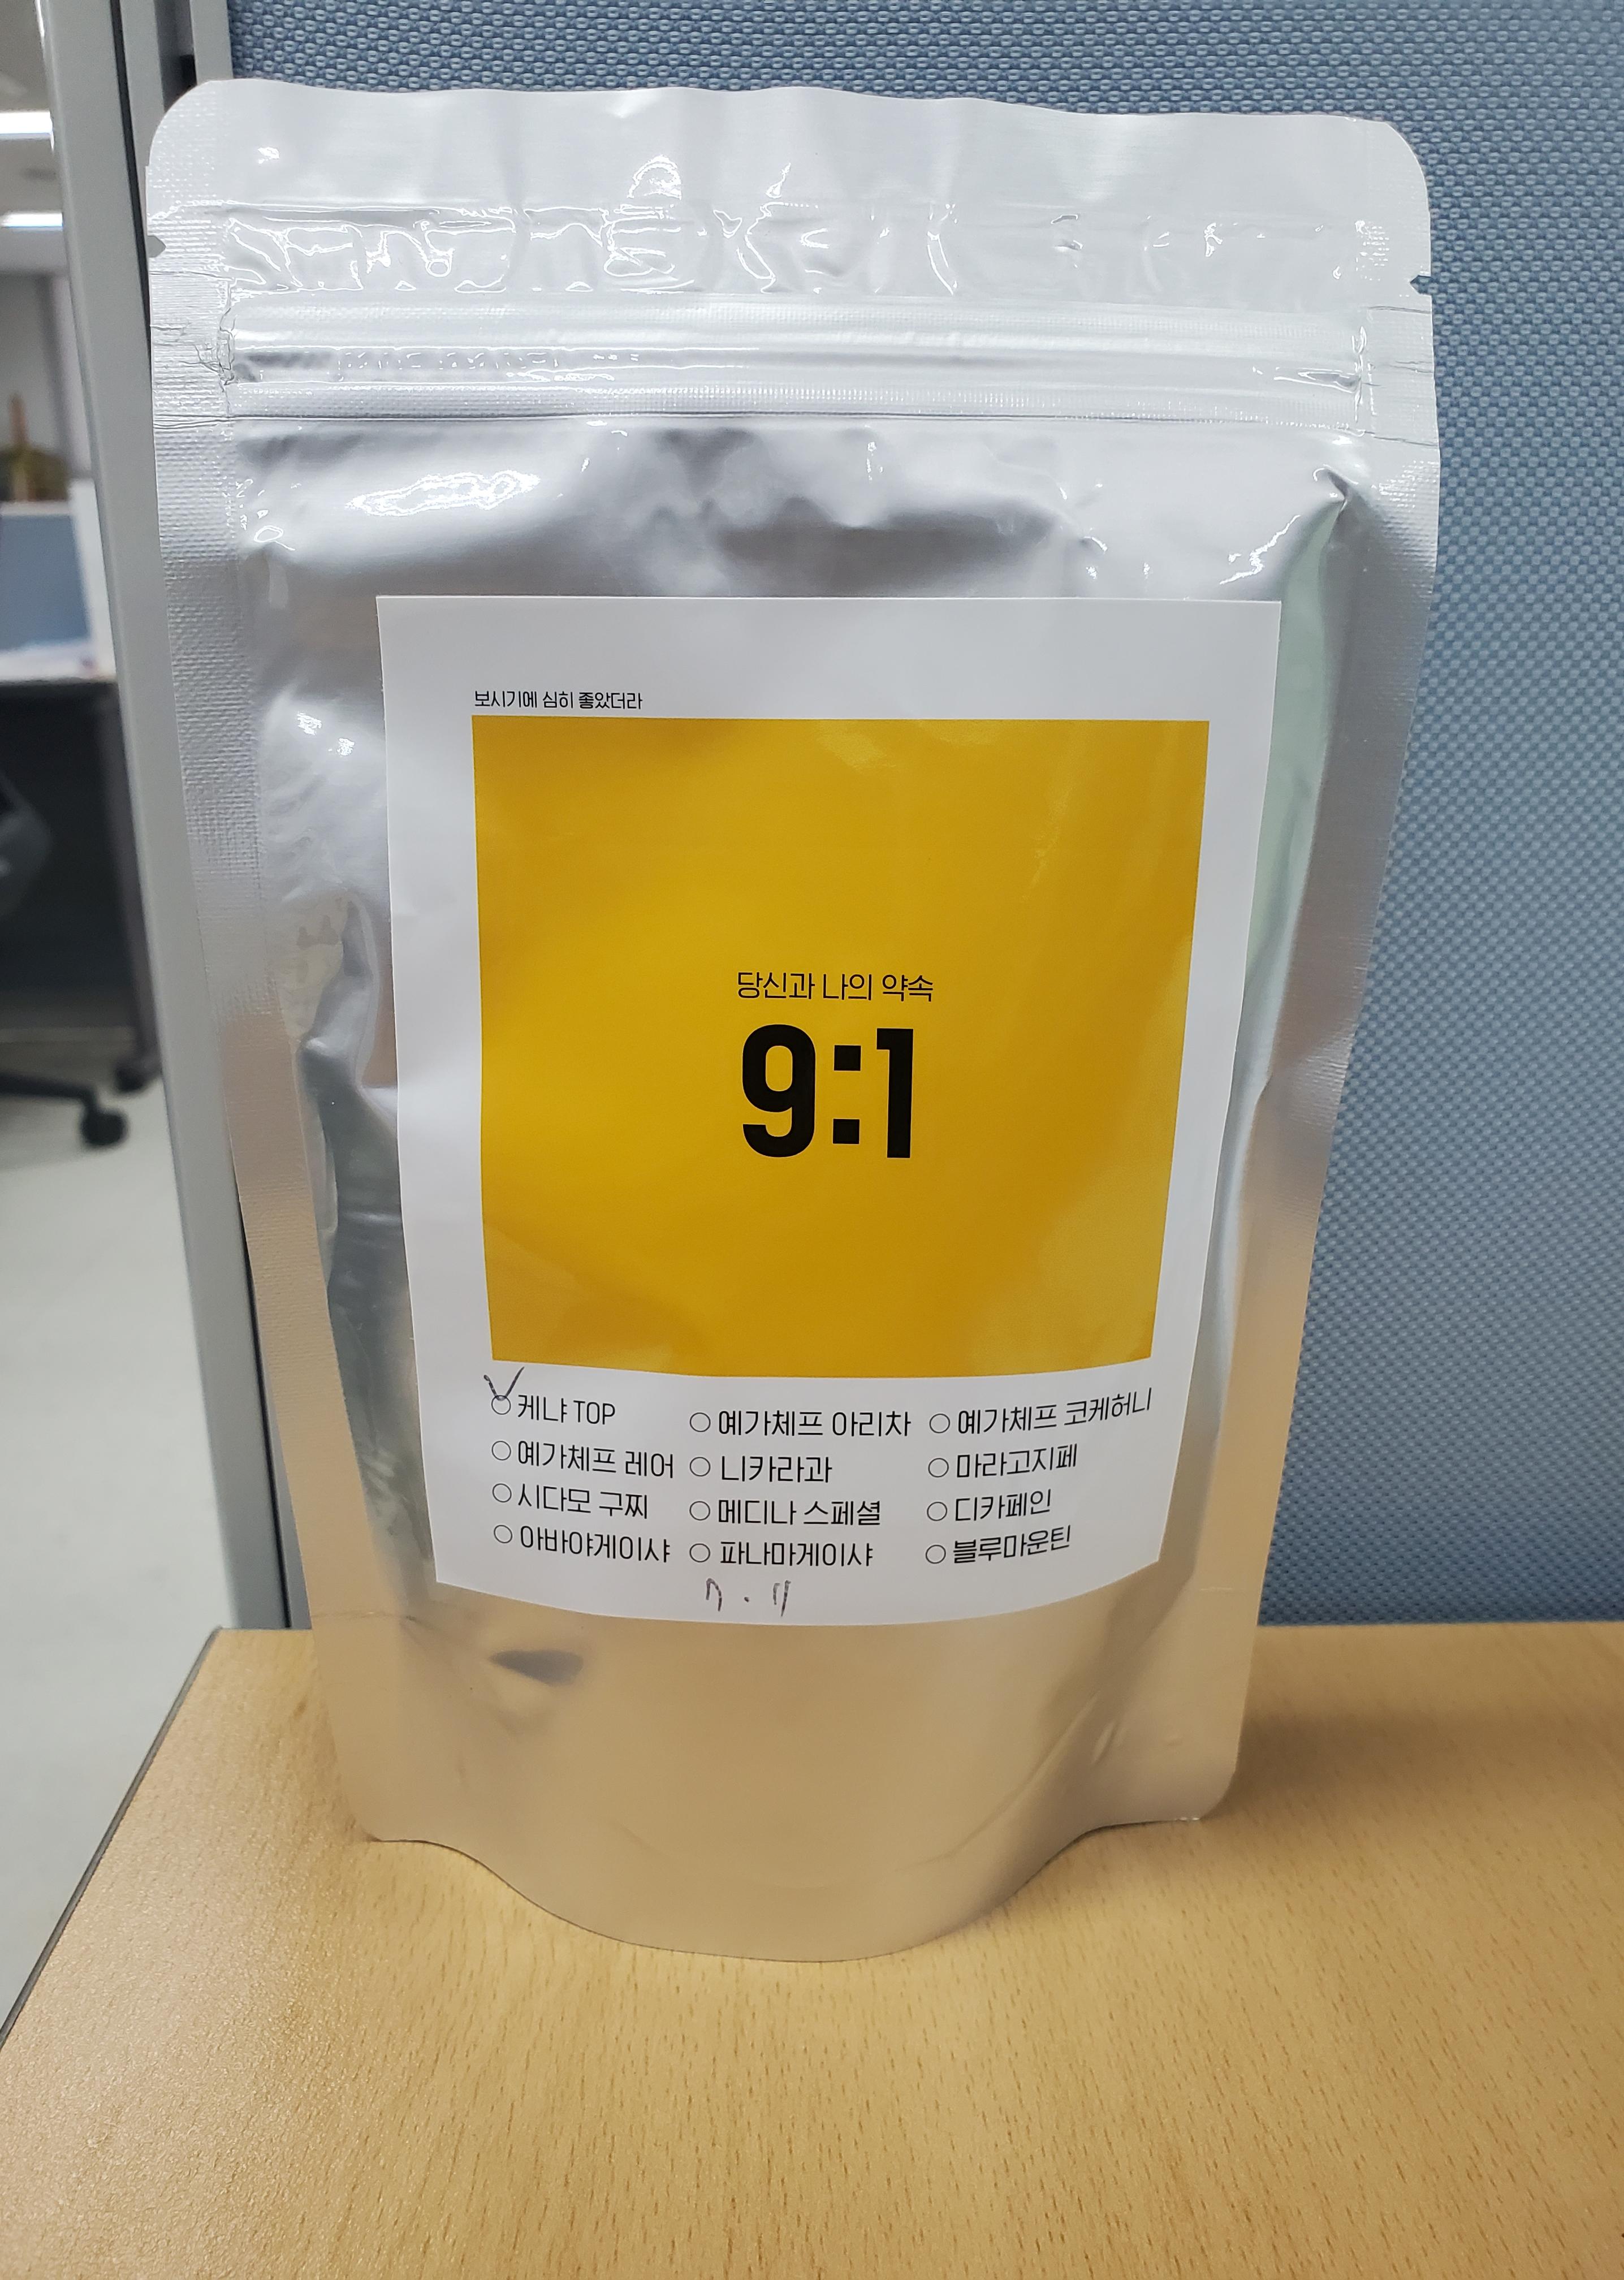 보시기에 심히 좋았더라
당신과 나의 약속
9:1
케냐 TOP
예가체프 아리차
예가체프 코케허니
예가체프 레어
니카라과
마라고지페
시다모 구찌
메디나 스페셜
디카페인
아바야게이샤
파나마게이샤
블루마운틴
7. 11